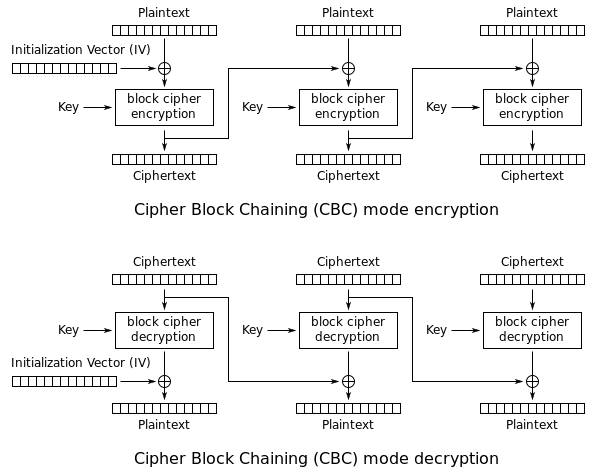 Plaintext Plaintext Plaintext
Initialization Vector (IV)
Key block cipher encryption Key block cipher encryption Key block cipher encryption
Ciphertext Ciphertext Ciphertext
Cipher Block Chaining (CBC) mode encryption
Ciphertext Ciphertext Ciphertext
Key block cipher decryption Key block cipher decryption Key block cipher decryption
Initialization Vector (IV)
Plaintext Plaintext Plaintext
Cipher Block Chaining (CBC) mode decryption